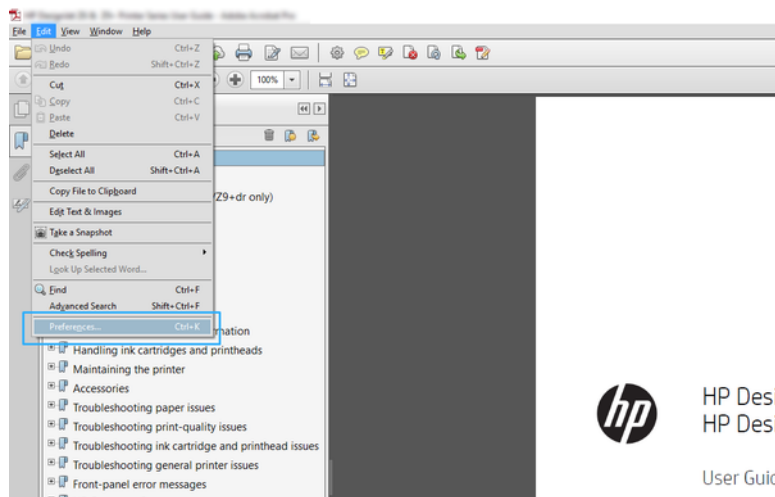 File Edit View Window Help
Undo Ctrl+Z
Redo Shift+Ctrl+Z
Cut Ctrl+X
100%
Copy Ctrl+C
Paste Ctrl+V
Delete
Select All Ctrl+A
Deselect All Shift+Ctrl+A
Copy File to Clipboard
/Z9+dr only)
Edit Text & Images
Take a Snapshot
Check Spelling
Look Up Selected Word...
Find Ctrl+F
Advanced Search Shift+Ctrl+F
Preferences... Ctrl+K
mation
Handling ink cartridges and printheads
Maintaining the printer
Accessories
Troubleshooting paper issues
Troubleshooting print-quality issues
Troubleshooting ink cartridge and printhead issues
Troubleshooting general printer issues
Front-panel error messages
hp
HP Des
HP Des
User Guid